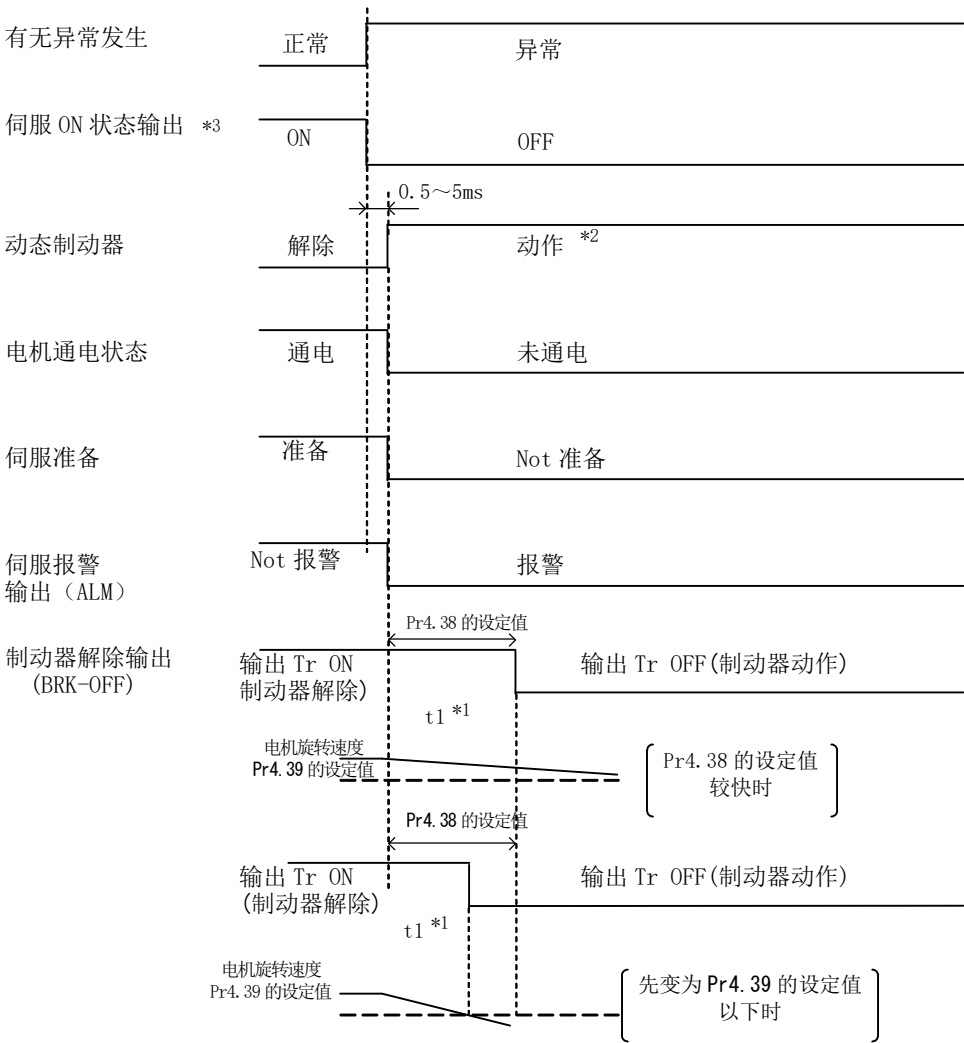 有无异常发生 正常 异常
伺服 ON 状态输出 *3 ON OFF
0.5～5ms
动态制动器 解除 动作 *2
电机通电状态 通电 未通电
伺服准备 准备 Not 准备
伺服报警 Not 报警 报警
输出（ALM）
Pr4.38 的设定值
制动器解除输出 输出 Tr ON 输出 Tr OFF(制动器动作)
(BRK-OFF) 制动器解除)
t1 *1
电机旋转速度
Pr4.39 的设定值
Pr4.38 的设定值
较快时
Pr4.38 的设定值
输出 Tr ON 输出 Tr OFF(制动器动作)
(制动器解除)
t1 *1
电机旋转速度
Pr4.39 的设定值
先变为 Pr4.39 的设定值
以下时